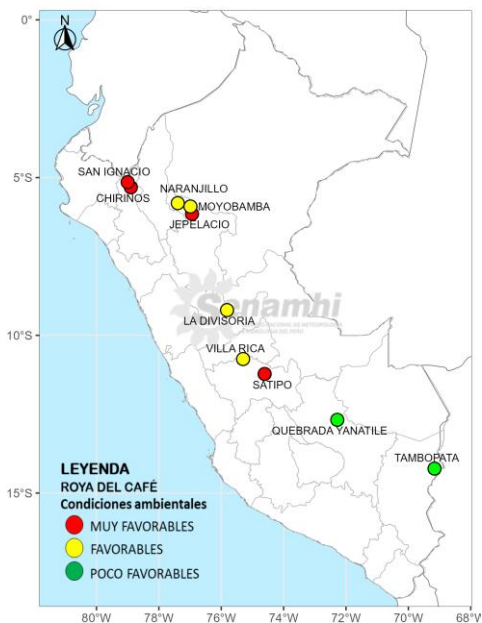 N
0°
SAN IGNACIO
5°S
CHIRINOS
NARANJILLO
MOYOBAMBA
JEPELACIO
Senamhi
LA DIVISORIA
10°S
VILLA RICA
SATIPO
QUEBRADA YANATILE
TAMBOPATA
LEYENDA
ROYA DEL CAFÉ
Condiciones ambientales
15°S
MUY FAVORABLES
FAVORABLES
POCO FAVORABLES
80°W 78°W 76°W 74°W 72°W 70°W 68°W